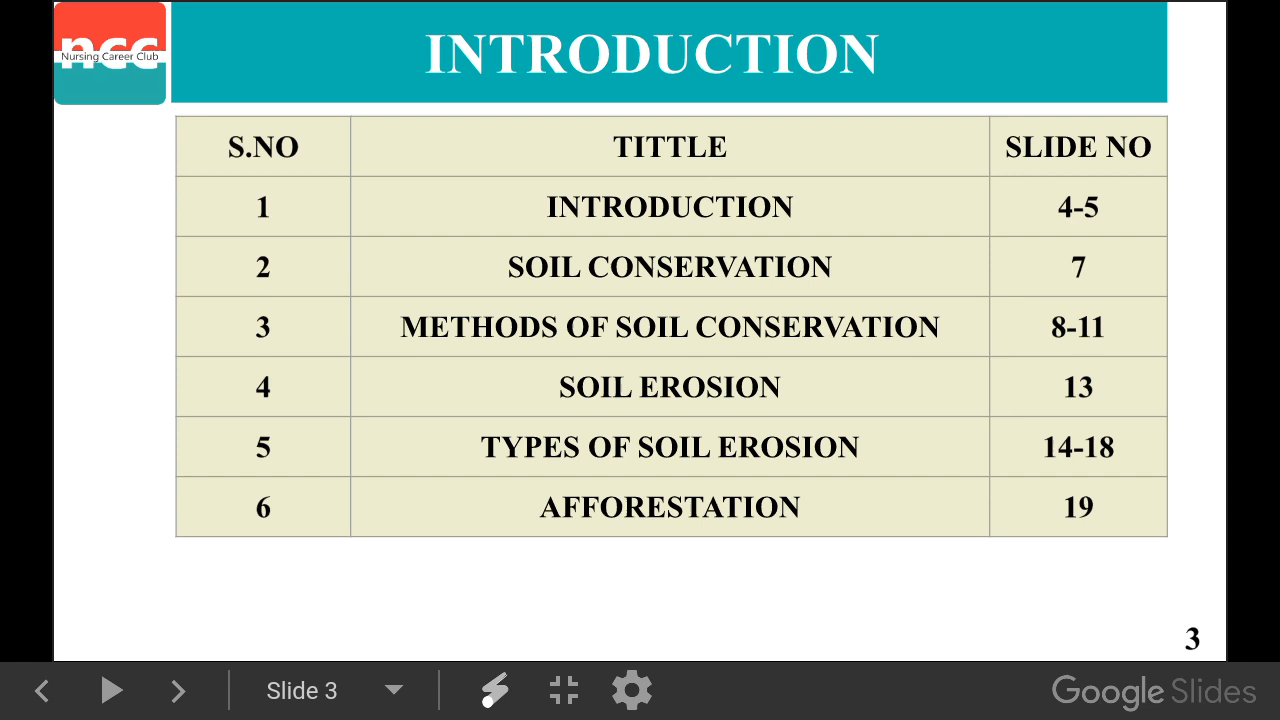 ncc
Nursing Career Club
INTRODUCTION
S.NO TITTLE SLIDE NO
1 INTRODUCTION 4-5
2 SOIL CONSERVATION 7
3 METHODS OF SOIL CONSERVATION 8-11
4 SOIL EROSION 13
5 TYPES OF SOIL EROSION 14-18
6 AFFORESTATION 19
3
Slide 3
Google Slides